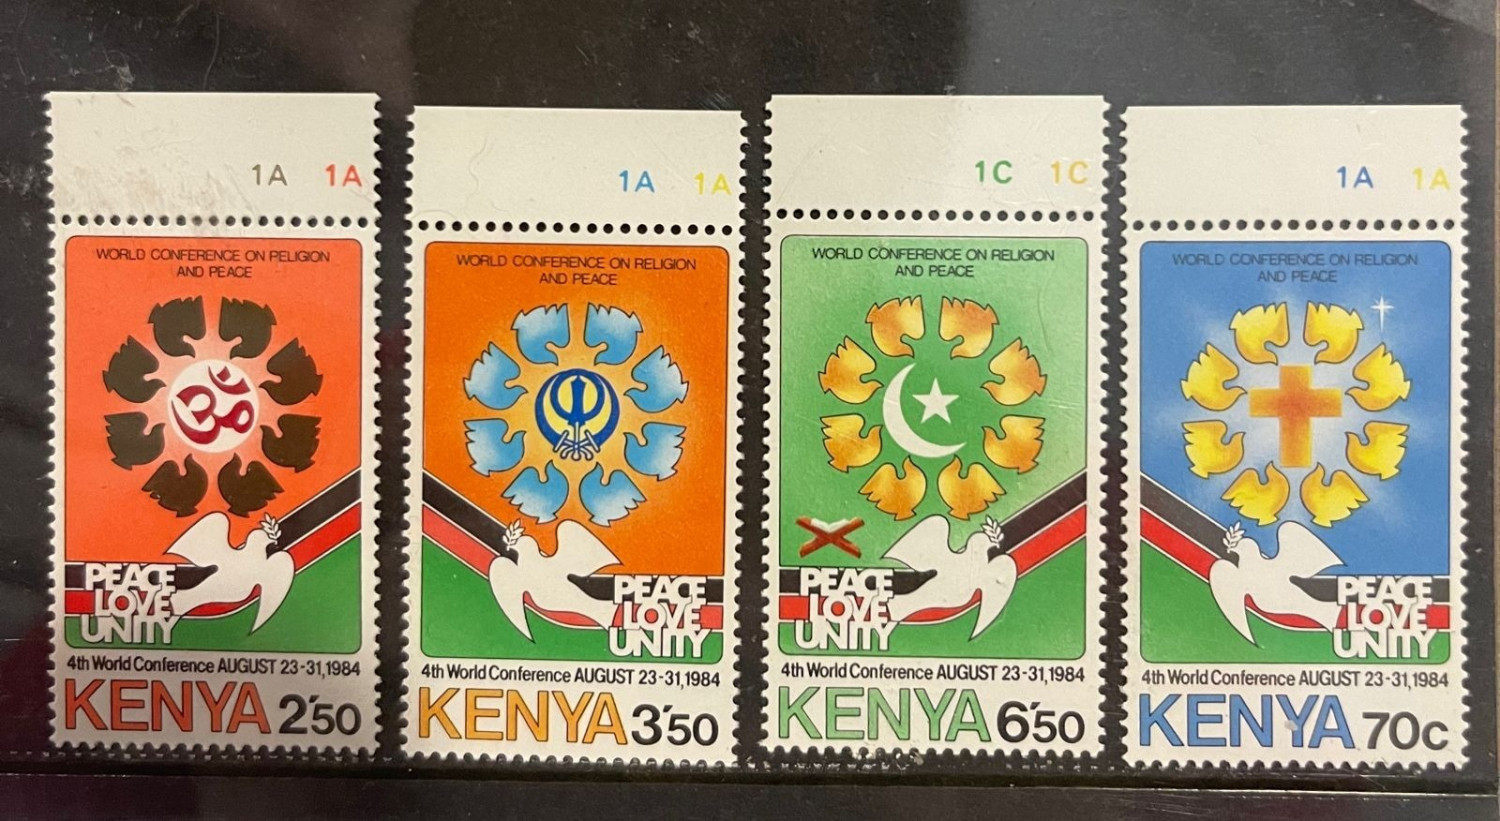 1A 1A
WORLD CONFERENCE ON RELIGION
AND PEACE
ॐ
PEACE
LOVE
UNITY
4th World Conference AUGUST 23-31,1984
KENYA 2'50
1A 1A
WORLD CONFERENCE ON RELIGION
AND PEACE
PEACE
LOVE
UNITY
4th World Conference AUGUST 23-31,1984
KENYA 3'50
1C 1C
WORLD CONFERENCE ON RELIGION
AND PEACE
PEACE
LOVE
UNITY
4th World Conference AUGUST 23-31,1984
KENYA 6'50
1A 1A
WORLD CONFERENCE ON RELIGION
AND PEACE
PEACE
LOVE
UNITY
4th World Conference AUGUST 23-31,1984
KENYA 70c